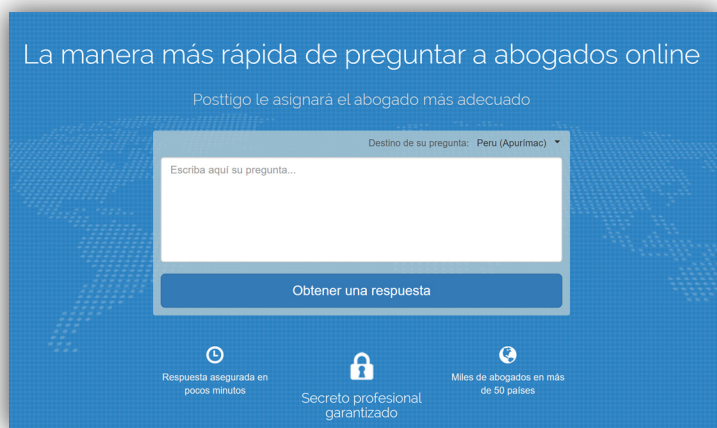 La manera más rápida de preguntar a abogados online
Posttigo le asignará el abogado más adecuado
Destino de su pregunta: Peru (Apurímac)
Escriba aquí su pregunta...
Obtener una respuesta
Respuesta asegurada en
pocos minutos
Secreto profesional
garantizado
Miles de abogados en más
de 50 países